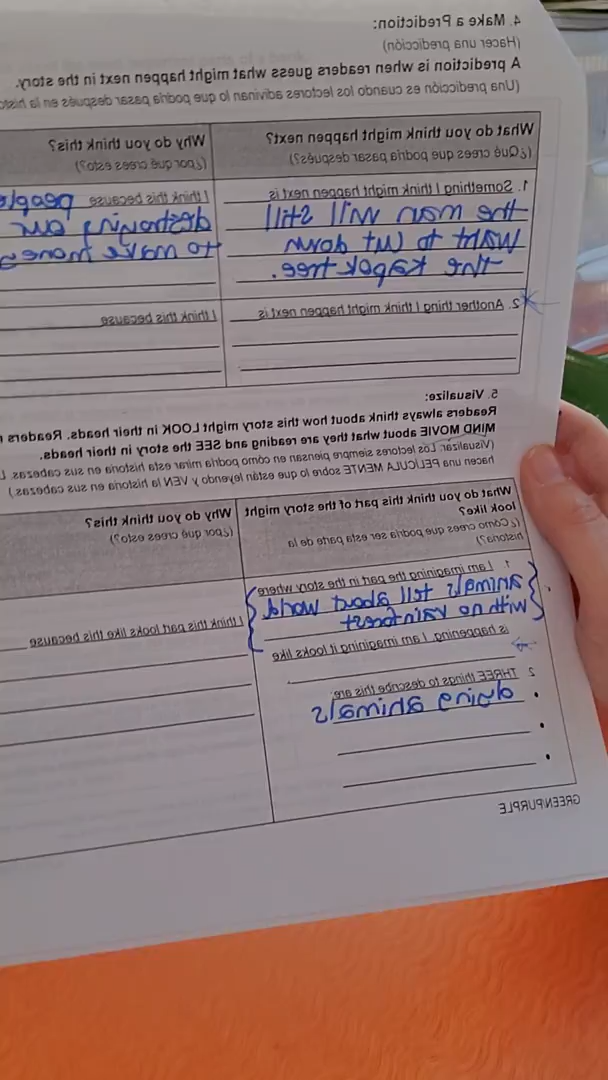 4. Make a Prediction:
(Hacer una predicción)
A prediction is when readers guess what might happen next in the story.
(Una predicción es cuando los lectores adivinan lo que podría pasar después en la
What do you think might happen next?
(¿Qué crees que podría pasar después?)
Why do you think this?
(¿por qué crees esto?)
1. Something I think might happen next is
the man will still
want to cut down
the Kapok tree.
I think this because people
destroying our
to make money
2. Another thing I think might happen next is
I think this because
5. Visualize:
Readers always think about how this story might LOOK in their heads. Readers
MIND MOVIE about what they are reading and SEE the story in their heads.
(Visualizar: Los lectores siempre piensan en cómo podría mirar esta historia en sus cabezas.
hacen una PELÍCULA MENTE sobre lo que están leyendo y VEN la historia en sus cabezas.)
What do you think this part of the story might
look like?
(¿Cómo crees que podría ser esta parte de la
historia?)
Why do you think this?
(¿por qué crees esto?)
1. I am imagining the part in the story where
animals tell about world
with no rainforest
is happening. I am imagining it looks like
I think this part looks like this because
2. THREE things to describe this are:
• dying animals
•
•
GREENPURPLE